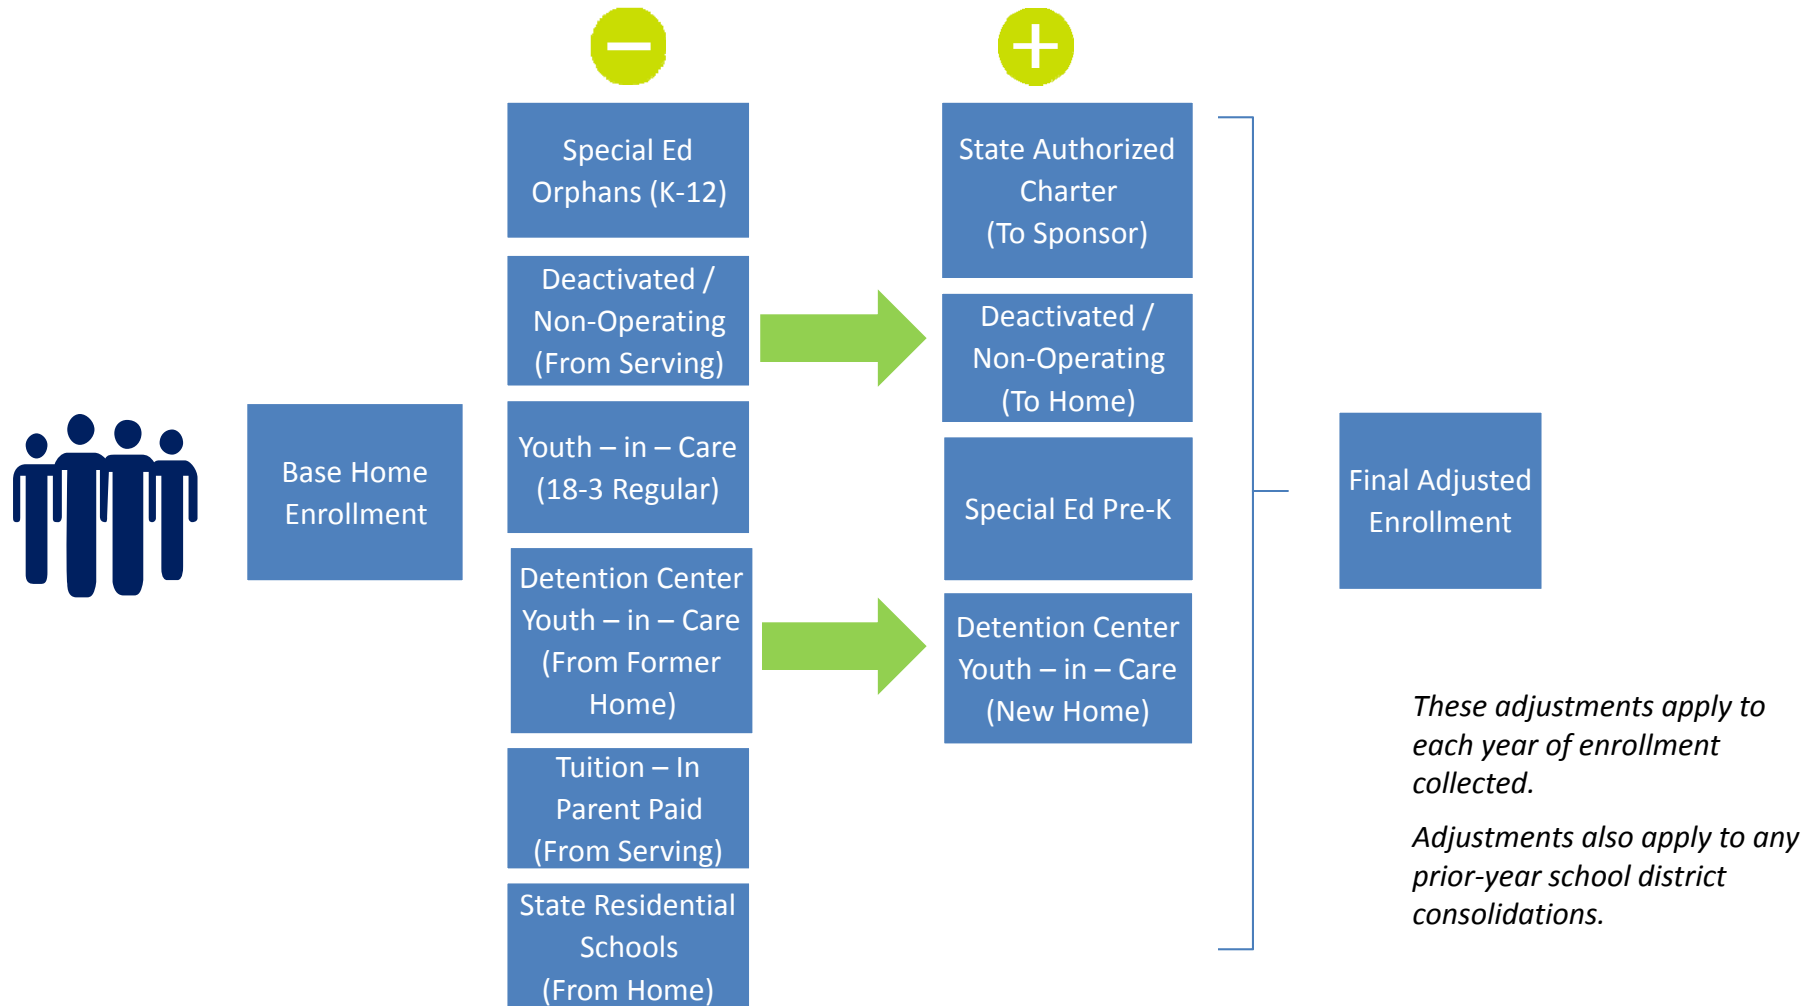 Base Home
Enrollment
Special Ed
Orphans (K-12)
Deactivated /
Non-Operating
(From Serving)
Youth – in – Care
(18-3 Regular)
Detention Center
Youth – in – Care
(From Former
Home)
Tuition – In
Parent Paid
(From Serving)
State Residential
Schools
(From Home)
State Authorized
Charter
(To Sponsor)
Deactivated /
Non-Operating
(To Home)
Special Ed Pre-K
Detention Center
Youth – in – Care
(New Home)
Final Adjusted
Enrollment
These adjustments apply to
each year of enrollment
collected.
Adjustments also apply to any
prior-year school district
consolidations.